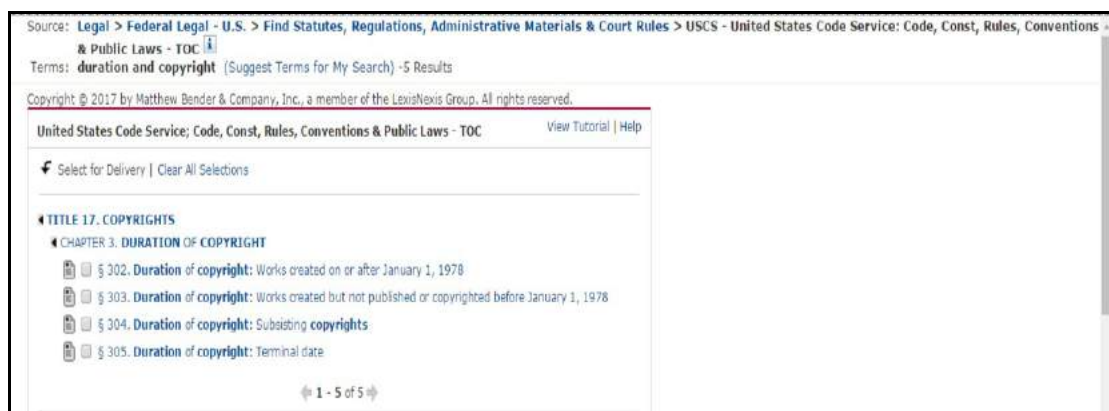 Source: Legal > Federal Legal - U.S. > Find Statutes, Regulations, Administrative Materials & Court Rules > USCS - United States Code Service: Code, Const, Rules, Conventions
& Public Laws - TOC i
Terms: duration and copyright (Suggest Terms for My Search) -5 Results
Copyright © 2017 by Matthew Bender & Company, Inc., a member of the LexisNexis Group. All rights reserved.
United States Code Service; Code, Const, Rules, Conventions & Public Laws - TOC View Tutorial | Help
Select for Delivery | Clear All Selections
TITLE 17. COPYRIGHTS
CHAPTER 3. DURATION OF COPYRIGHT
§ 302. Duration of copyright: Works created on or after January 1, 1978
§ 303. Duration of copyright: Works created but not published or copyrighted before January 1, 1978
§ 304. Duration of copyright: Subsisting copyrights
§ 305. Duration of copyright: Terminal date
1 - 5 of 5